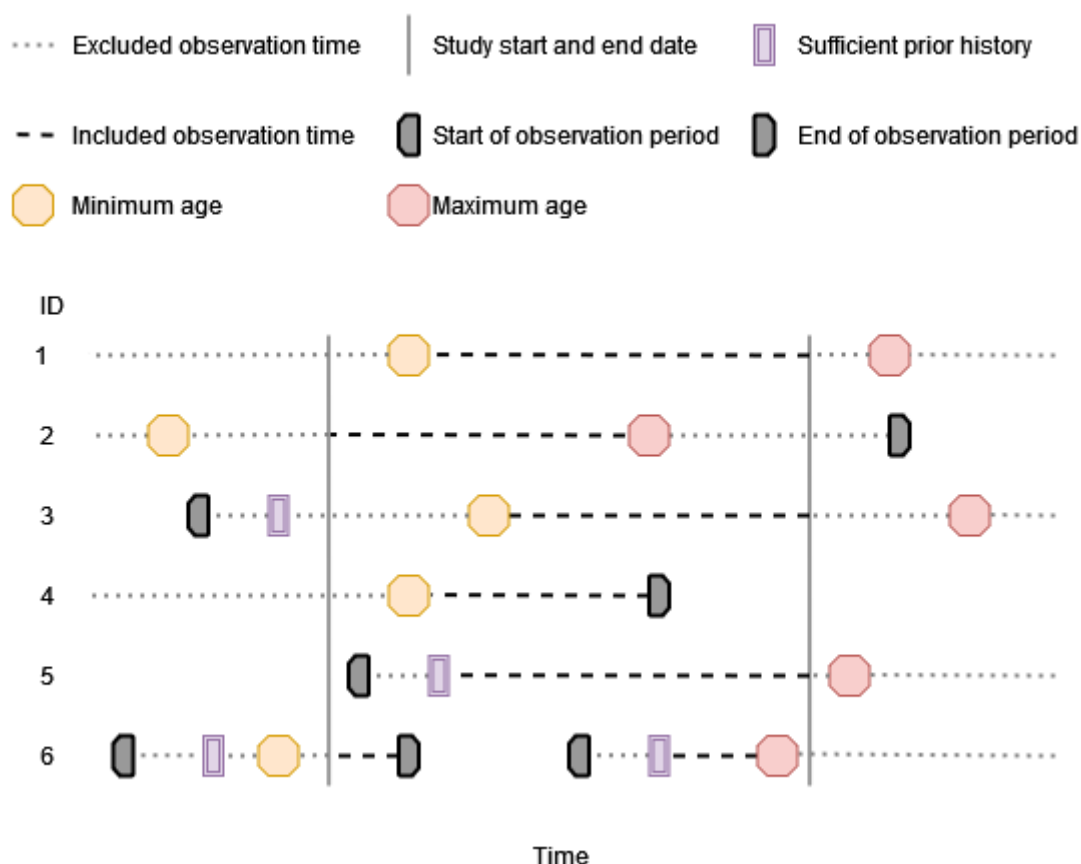 Excluded observation time
Study start and end date
Sufficient prior history
Included observation time
Start of observation period
End of observation period
Minimum age
Maximum age
ID
1
2
3
4
5
6
Time